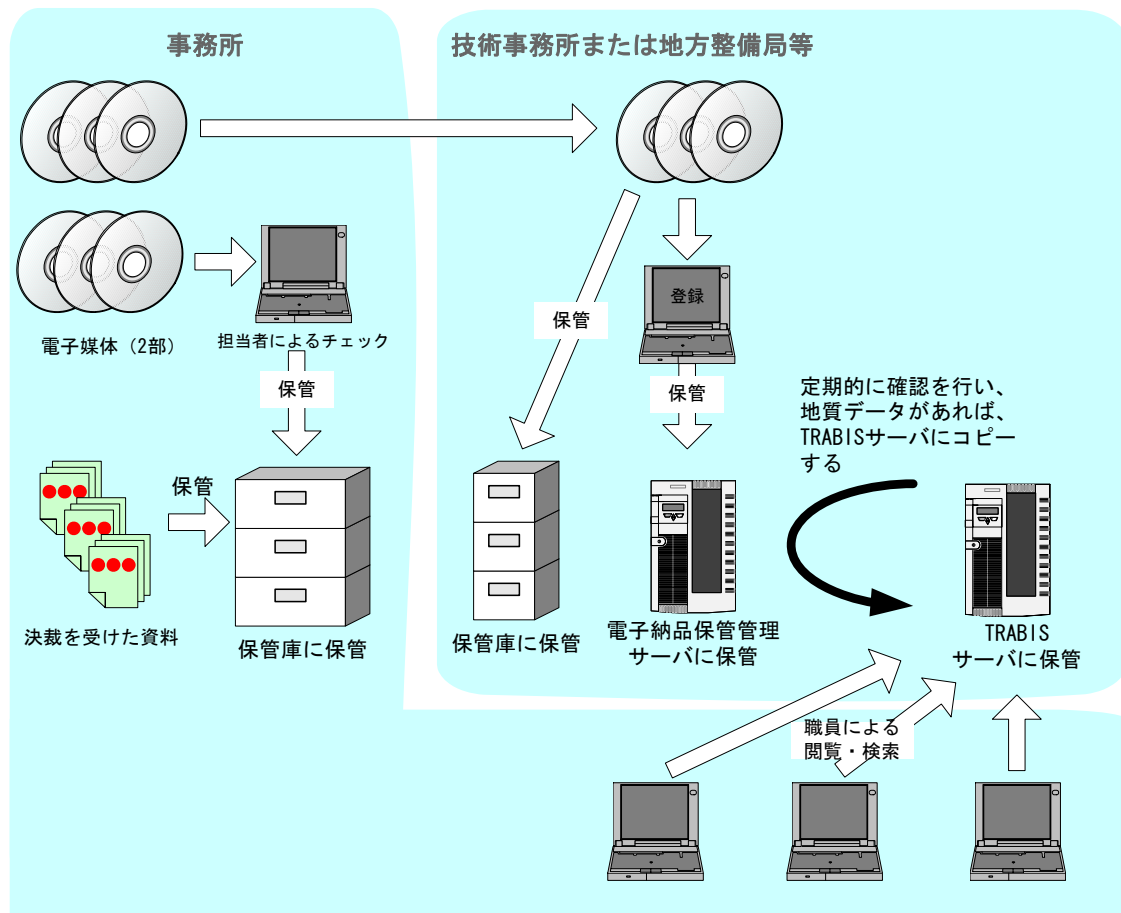 事務所
技術事務所または地方整備局等
電子媒体（2部）
担当者によるチェック
保管
保管
決裁を受けた資料
保管庫に保管
保管
登録
保管
保管庫に保管
電子納品保管管理
サーバに保管
定期的に確認を行い、
地質データがあれば、
TRABISサーバにコピー
する
TRABIS
サーバに保管
職員による
閲覧・検索